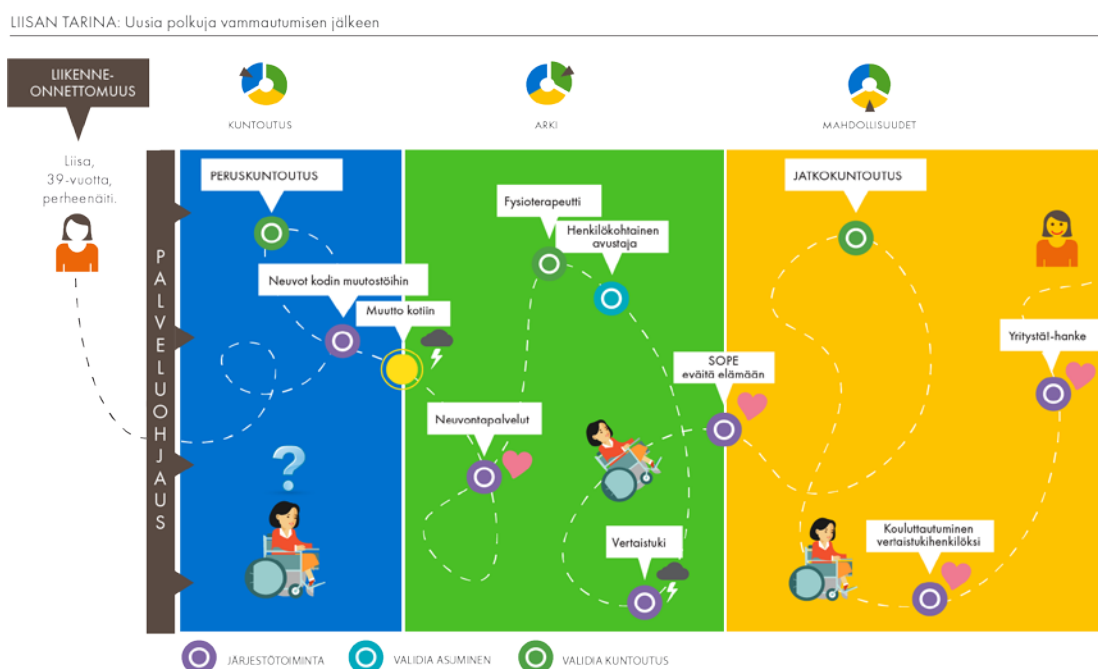 LIISAN TARINA: Uusia polkuja vammautumisen jälkeen
LIIKENNE-
ONNETTOMUUS
KUNTOUTUS
ARKI
MAHDOLLISUUDET
Liisa,
39-vuotta,
perheenäiti.
PALVELUOHJAUS
PERUSKUNTOUTUS
Neuvot kodin muutostöihin
Muutto kotiin
?
Fysioterapeutti
Henkilökohtainen
avustaja
Neuvontapalvelut
Vertaistuki
SOPE
eväitä elämään
JATKOKUNTOUTUS
Yritystä!-hanke
Kouluttautuminen
vertaistukihenkilöksi
JÄRJESTÖTOIMINTA
VALIDIA ASUMINEN
VALIDIA KUNTOUTUS